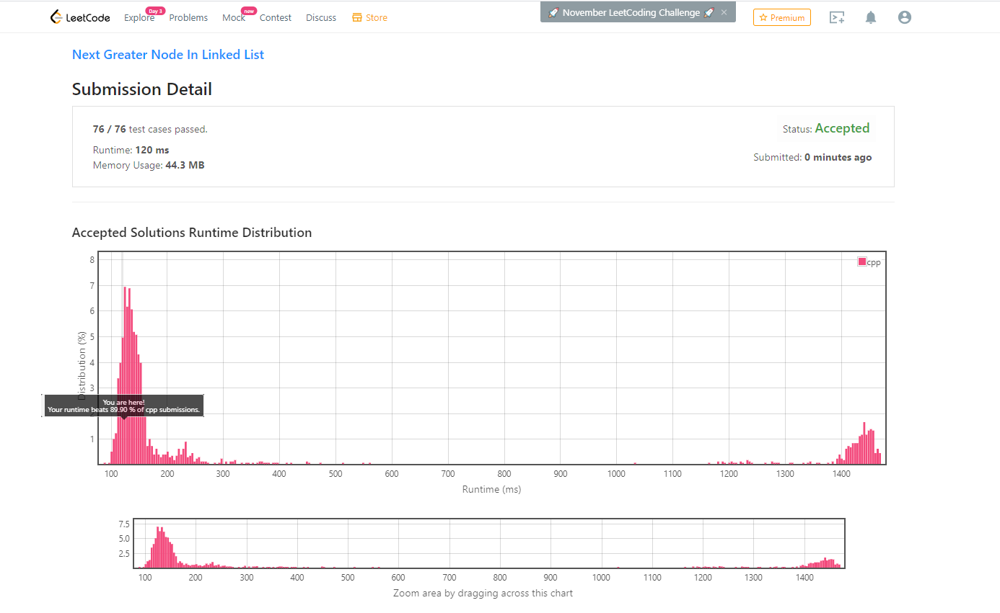 LeetCode Explore Day 3 Problems Mock new Contest Discuss Store 🚀 November LeetCoding Challenge 🚀 × Premium
Next Greater Node In Linked List
Submission Detail
76 / 76 test cases passed.
Status: Accepted
Runtime: 120 ms
Submitted: 0 minutes ago
Memory Usage: 44.3 MB
Accepted Solutions Runtime Distribution
8
cpp
7
6
5
4
3
Distribution (%)
You are here!
Your runtime beats 89.90 % of cpp submissions.
1
100 200 300 400 500 600 700 800 900 1000 1100 1200 1300 1400
Runtime (ms)
7.5
5.0
2.5
100 200 300 400 500 600 700 800 900 1000 1100 1200 1300 1400
Zoom area by dragging across this chart